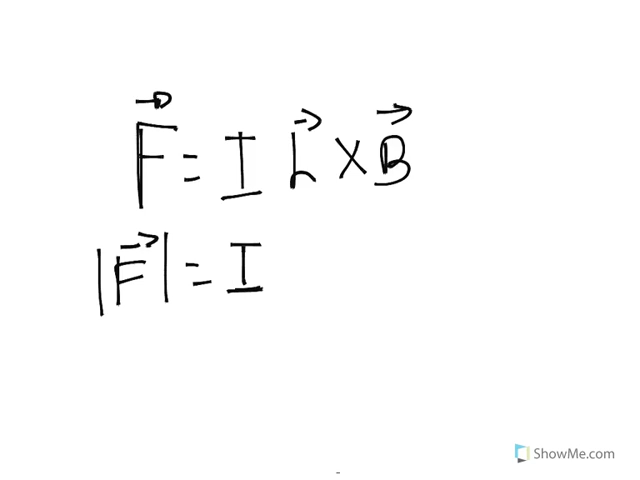 F⃗ = I L⃗ X B⃗
|F⃗| = I
ShowMe.com